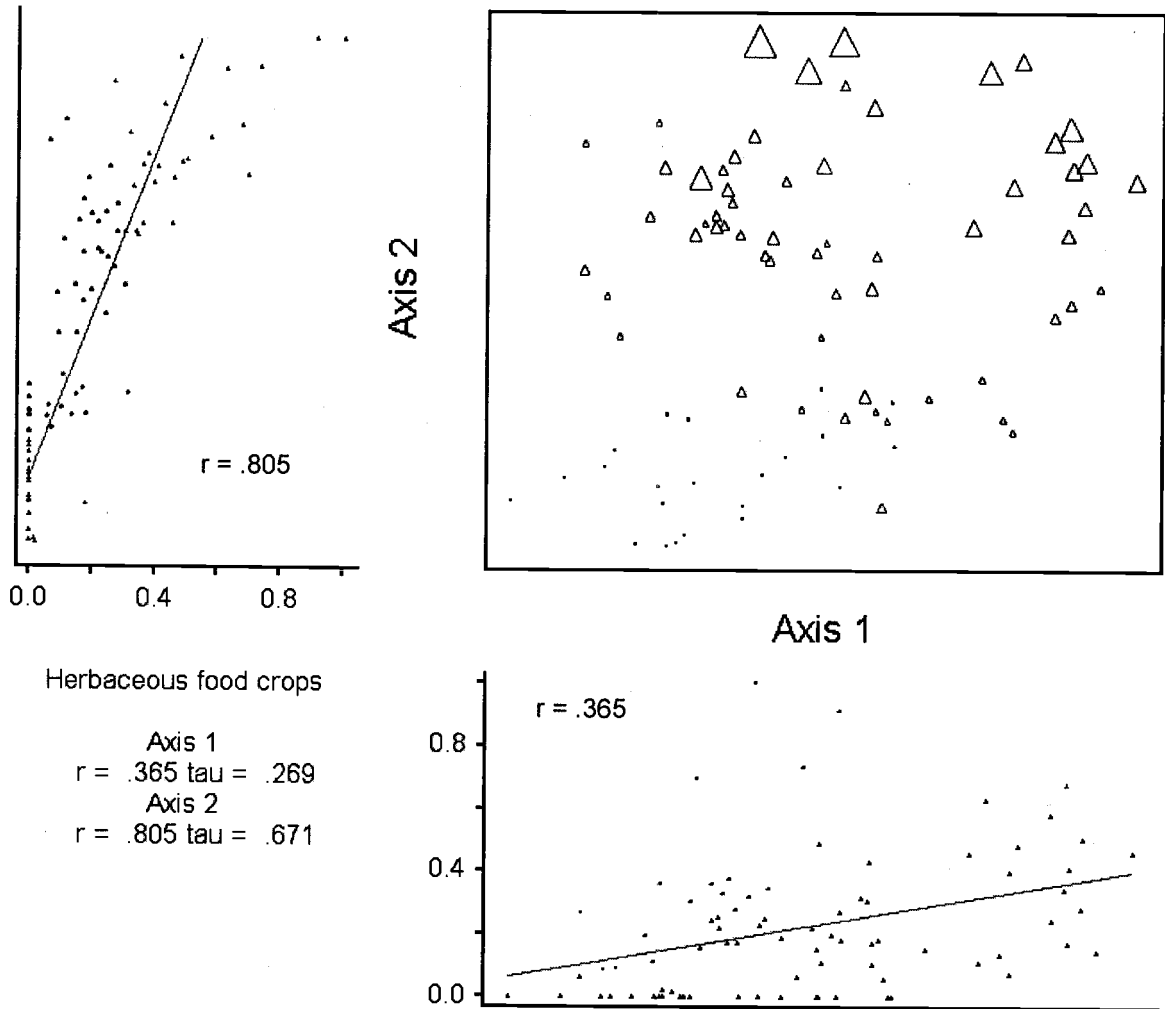 Axis 2
r = .805
0.0 0.4 0.8
Axis 1
Herbaceous food crops
Axis 1
r = .365 tau = .269
Axis 2
r = .805 tau = .671
r = .365
0.8
0.4
0.0